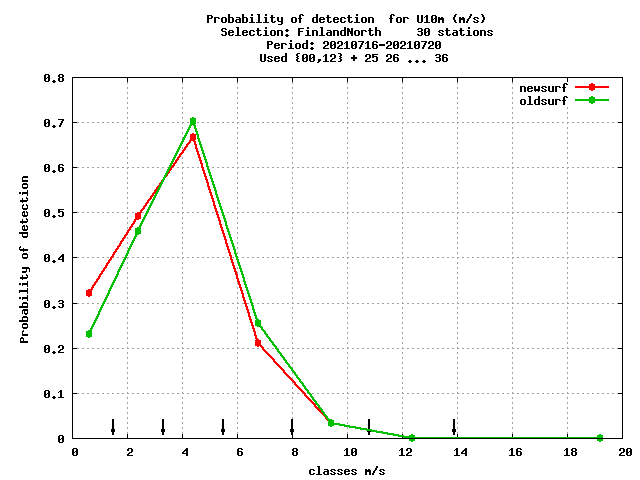 Probability of detection  for U10m (m/s)
Selection: FinlandNorth     30 stations
Period: 20210716-20210720
Used {00,12} + 25 26 ... 36
newsurf
oldsurf
0.8
0.7
0.6
0.5
0.4
0.3
0.2
0.1
0
Probability of detection
0 2 4 6 8 10 12 14 16 18 20
classes m/s